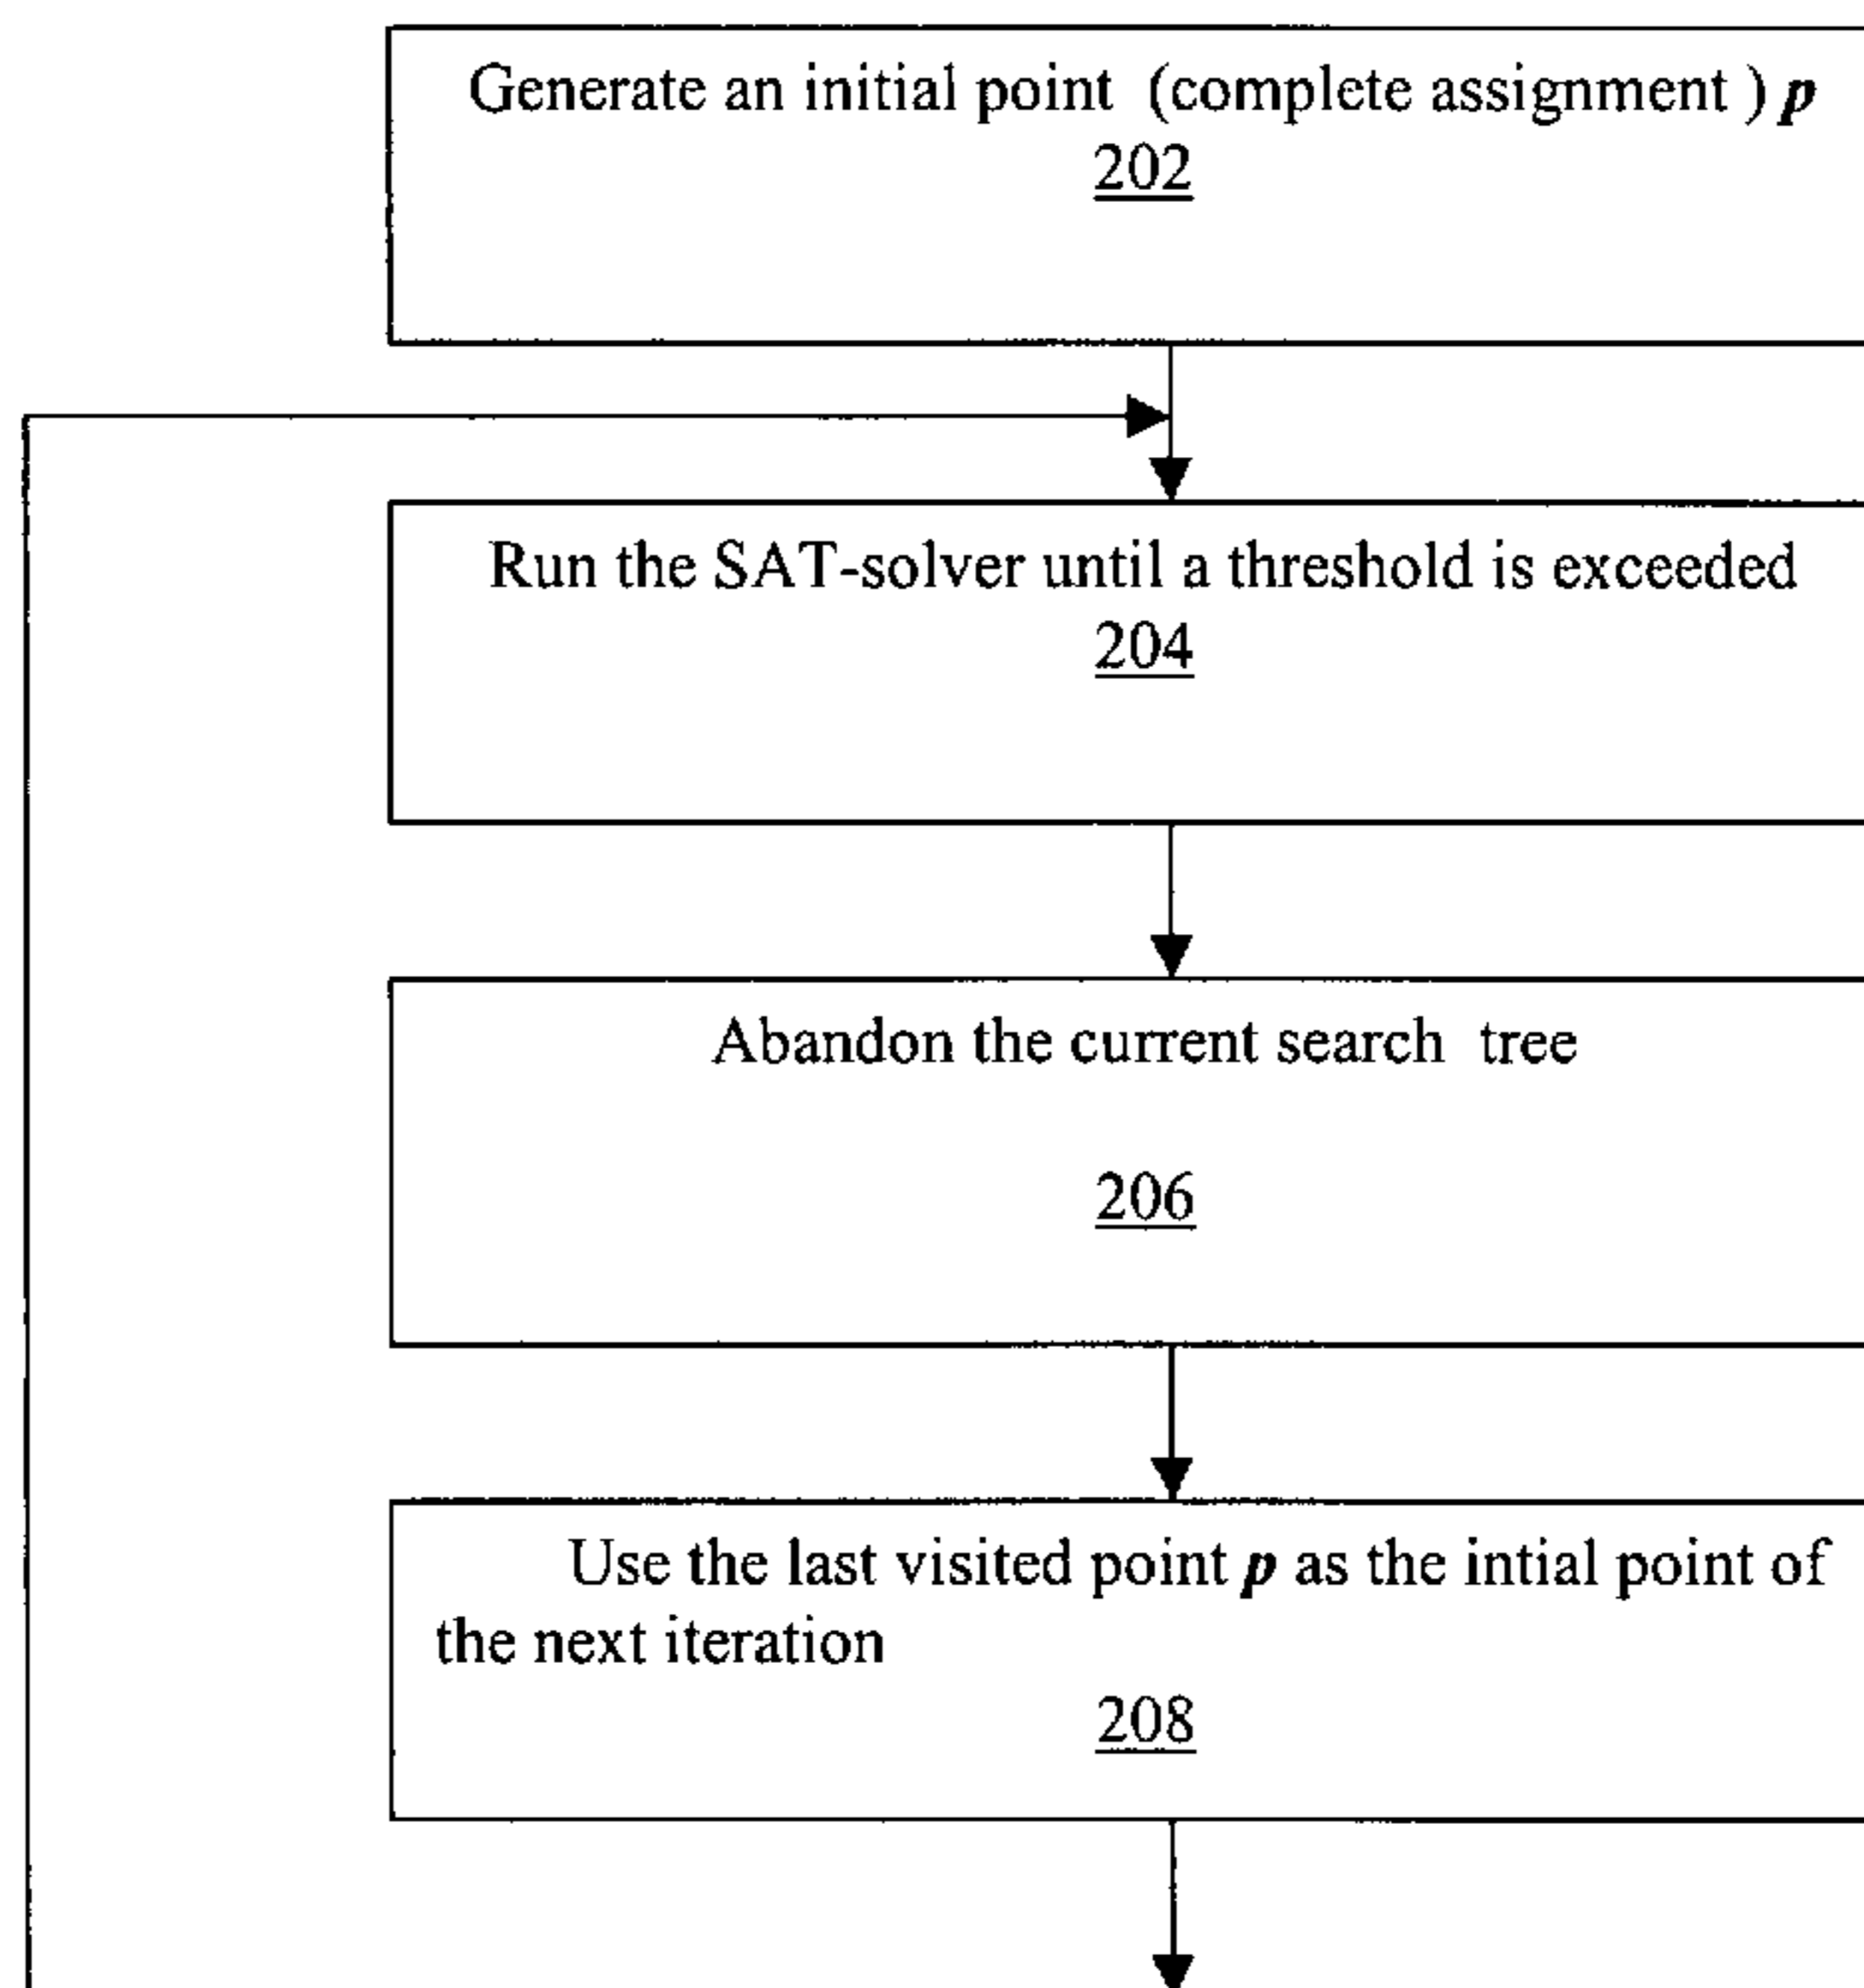 Generate an initial point (complete assignment ) p
202
Run the SAT-solver until a threshold is exceeded
204
Abandon the current search tree
206
Use the last visited point p as the intial point of
the next iteration
208